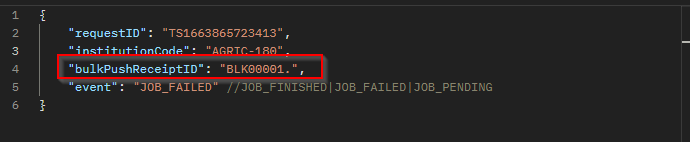 1 {
2 "requestID": "TS1663865723413",
3 "institutionCode": "AGRTC-180",
4 "bulkPushReceiptID": "BLK00001.",
5 "event": "JOB_FAILED" //JOB_FINISHED|JOB_FAILED|JOB_PENDING
6 }